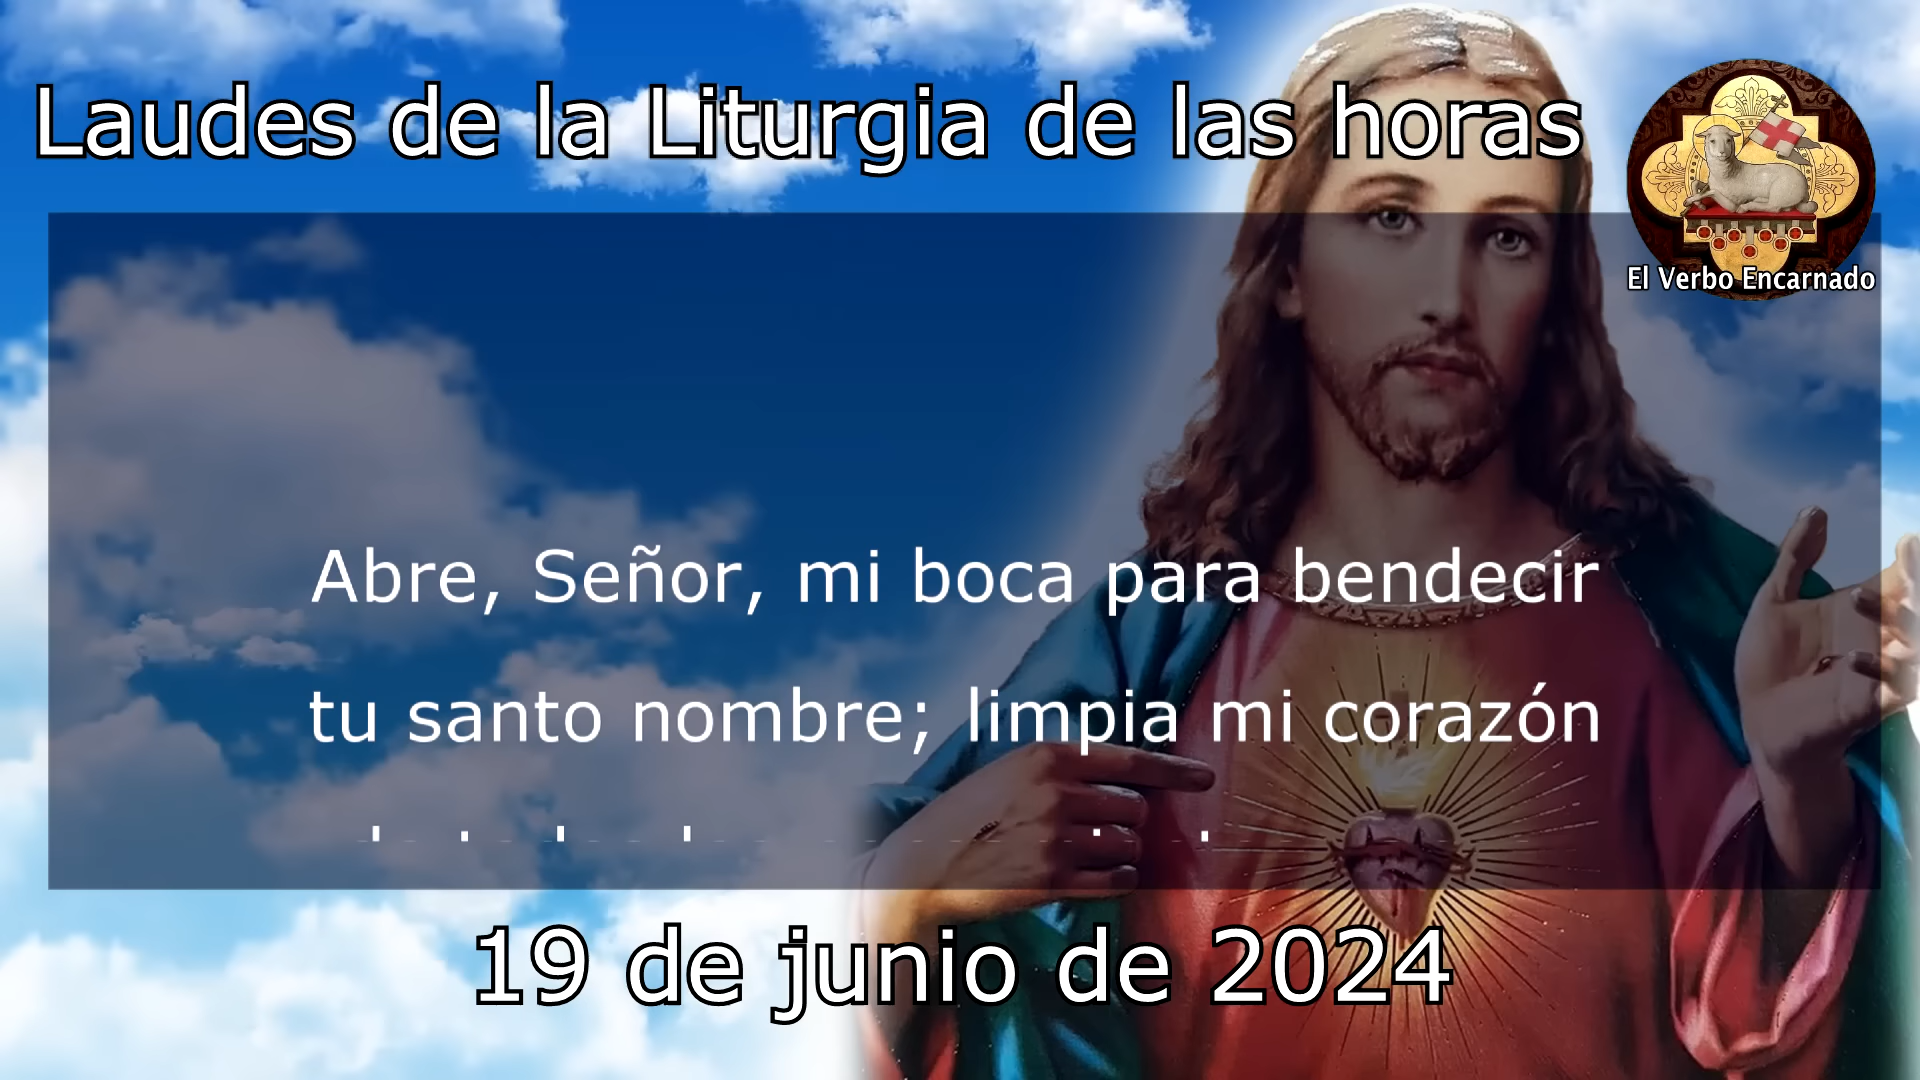 Laudes de la Liturgia de las horas
El Verbo Encarnado
Abre, Señor, mi boca para bendecir
tu santo nombre; limpia mi corazón
19 de junio de 2024